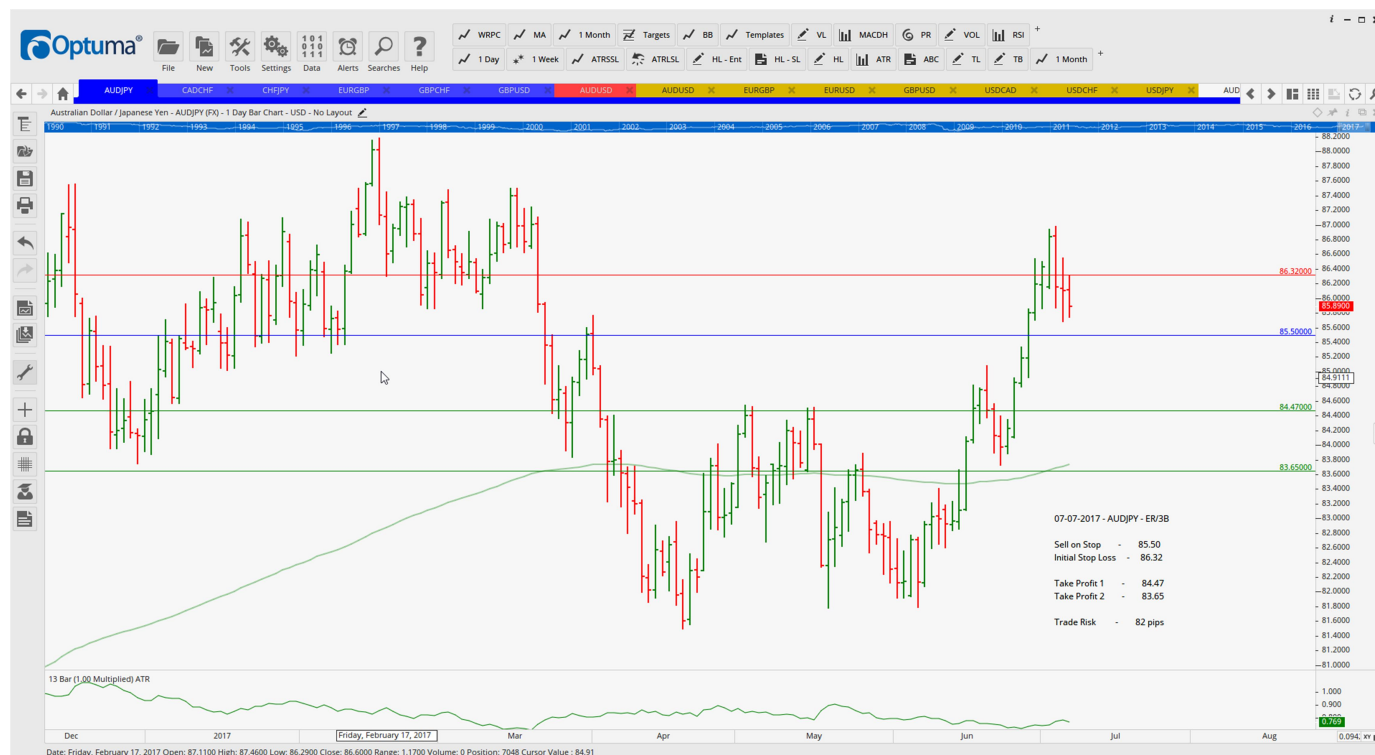 i
Optuma®
WRPC MA 1 Month Targets BB Templates VL MACDH PR VOL RSI +
File New Tools Settings Data Alerts Searches Help
1 Day 1 Week ATRSSL ATRLSL HL - Ent HL - SL HL ATR ABC TL TB 1 Month +
AUDJPY CADCHF CHFJPY EURGBP GBPCHF GBPUSD AUDUSD AUDUSD EURGBP EURUSD GBPUSD USDCAD USDCHF USDJPY AUD
Australian Dollar / Japanese Yen - AUDJPY (FX) - 1 Day Bar Chart - USD - No Layout
1990 1991 1992 1993 1994 1995 1996 1997 1998 1999 2000 2001 2002 2003 2004 2005 2006 2007 2008 2009 2010 2011 2012 2013 2014 2015 2016 2017
88.2000
88.0000
87.8000
87.6000
87.4000
87.2000
87.0000
86.8000
86.6000
86.4000
86.32000
86.2000
86.0000
85.8900
85.8000
85.6000
85.50000
85.4000
85.2000
85.0000
84.9111
84.8000
84.6000
84.47000
84.4000
84.2000
84.0000
83.8000
83.65000
83.6000
83.4000
83.2000
83.0000
82.8000
82.6000
82.4000
82.2000
82.0000
81.8000
81.6000
81.4000
81.2000
81.0000
07-07-2017 - AUDJPY - ER/3B
Sell on Stop - 85.50
Initial Stop Loss - 86.32
Take Profit 1 - 84.47
Take Profit 2 - 83.65
Trade Risk - 82 pips
13 Bar (1.00 Multiplied) ATR
1.000
0.900
0.769
Dec 2017 Friday, February 17, 2017 Mar Apr May Jun Jul Aug 0.094 XY
Date: Friday, February 17, 2017 Open: 87.1100 High: 87.4600 Low: 86.2900 Close: 86.6000 Range: 1.1700 Volume: 0 Position: 7048 Cursor Value : 84.91